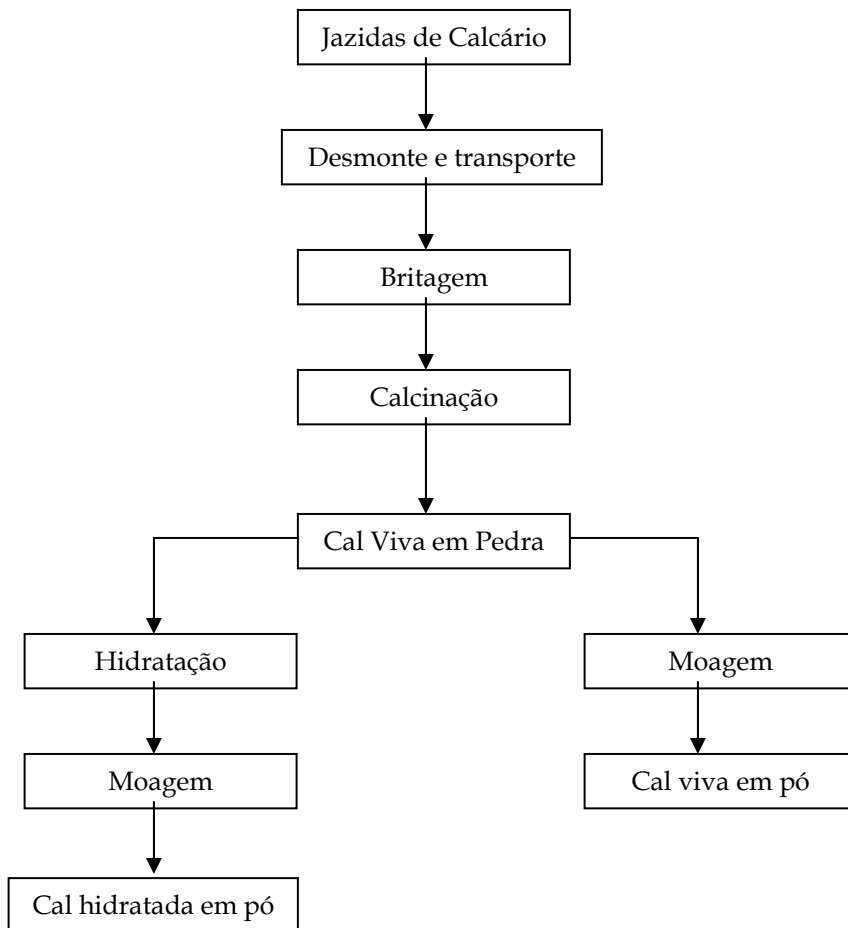 Jazidas de Calcário
Desmonte e transporte
Britagem
Calcinação
Cal Viva em Pedra
Hidratação
Moagem
Moagem
Cal viva em pó
Cal hidratada em pó